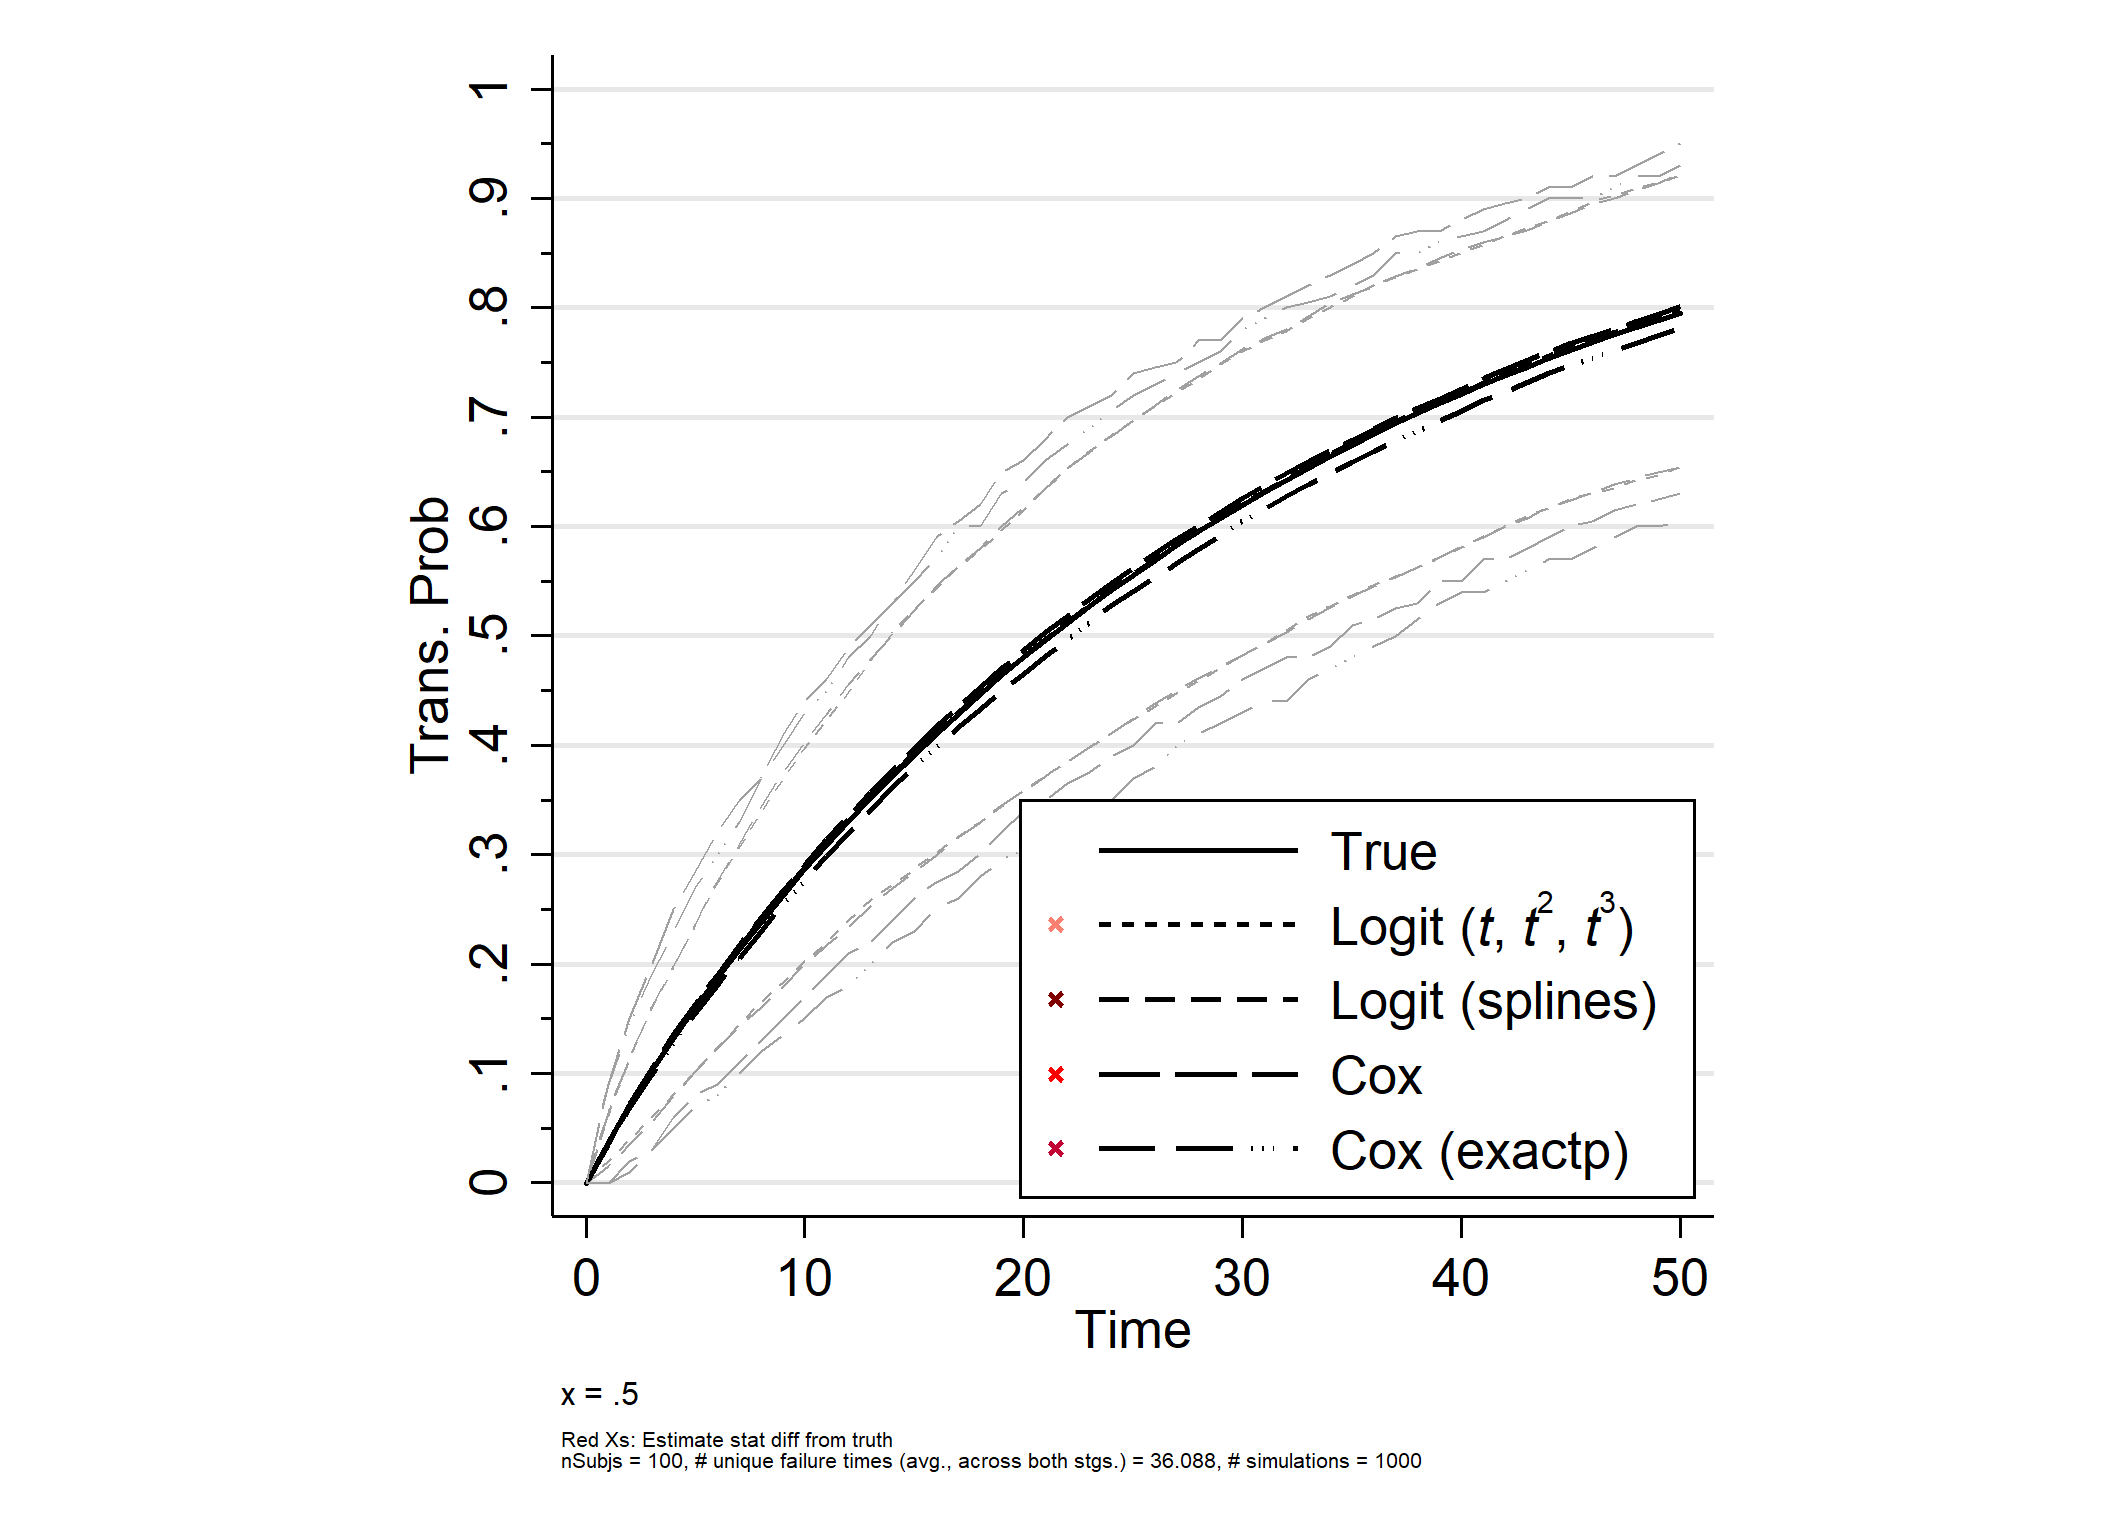 1
.9
.8
.7
.6
.5
.4
.3
.2
.1
0
Trans. Prob
True
Logit (t, t², t³)
Logit (splines)
Cox
Cox (exactp)
0 10 20 30 40 50
Time
x = .5
Red Xs: Estimate stat diff from truth
nSubjs = 100, # unique failure times (avg., across both stgs.) = 36.088, # simulations = 1000